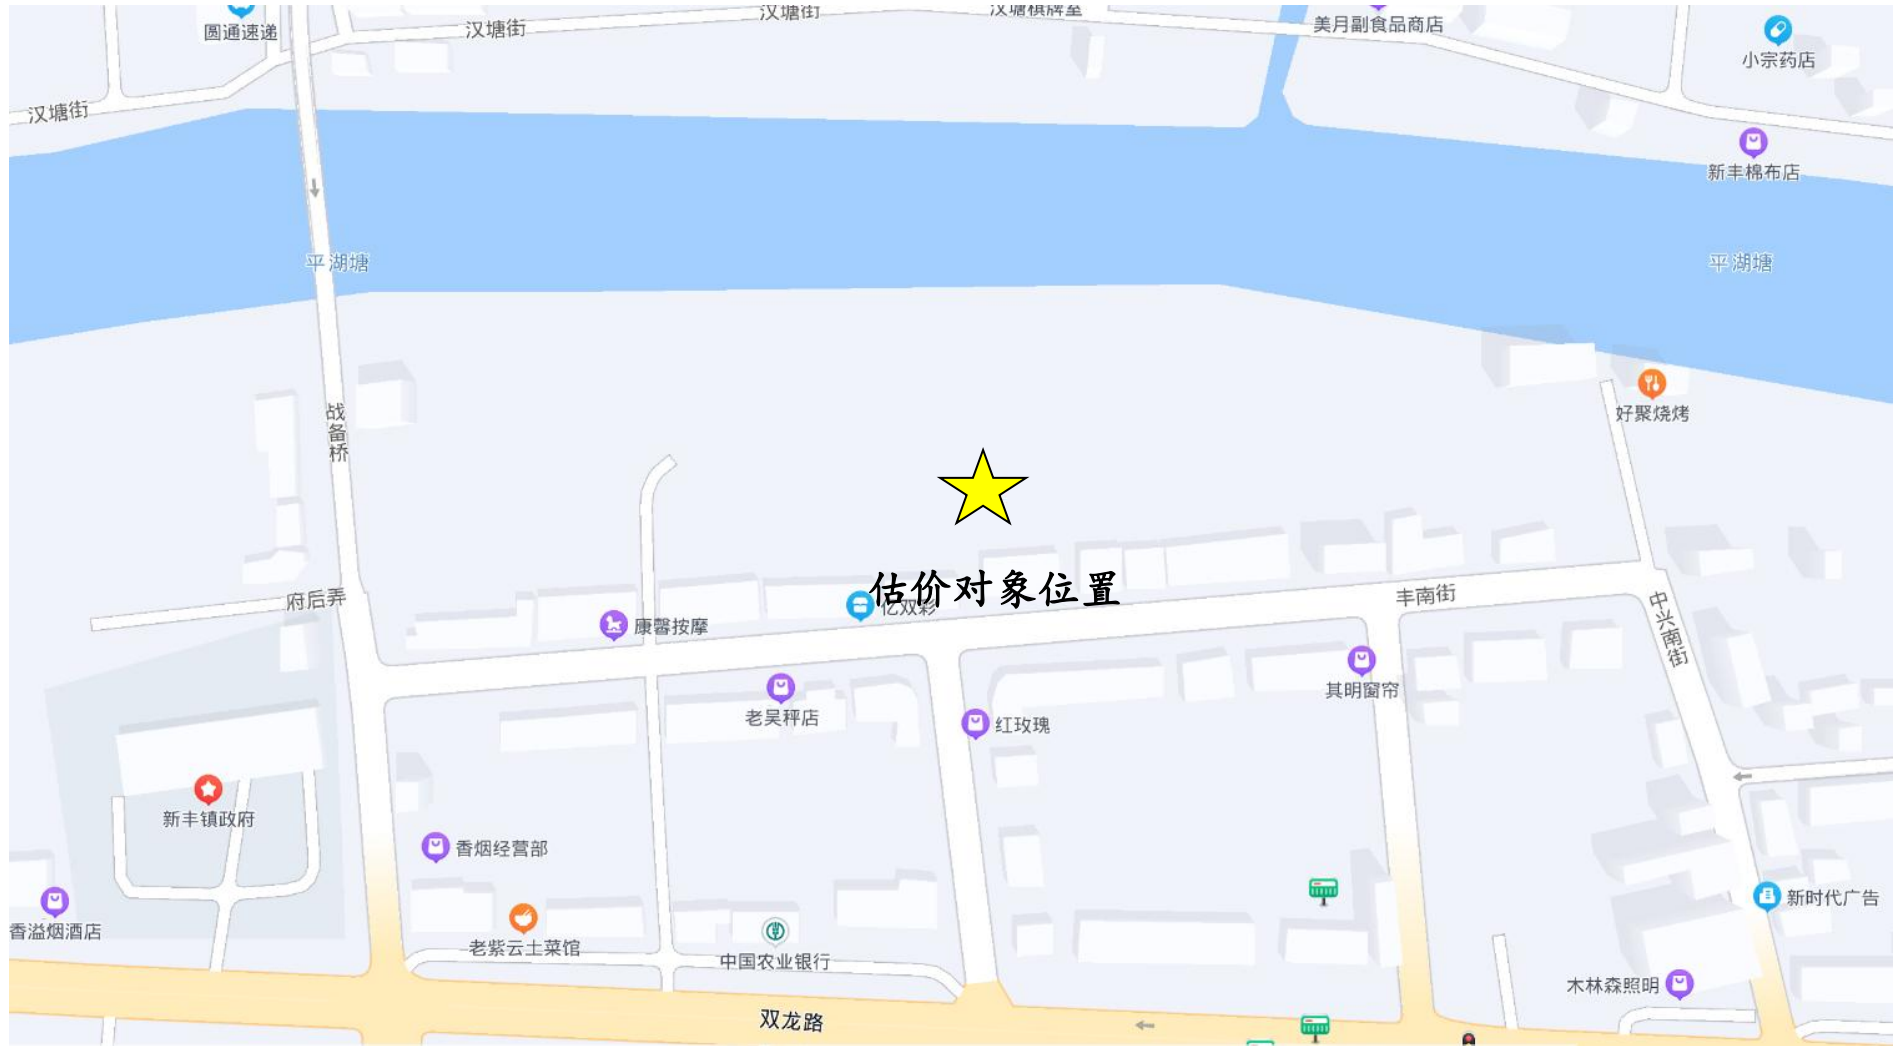 圆通速递
汉塘街
汉塘街
汉塘棋牌室
美月副食品商店
小宗药店
汉塘街
新丰棉布店
平湖塘
平湖塘
战备桥
好聚烧烤
估价对象位置
府后弄
康馨按摩
亿双彩
丰南街
中兴南街
老吴秤店
红玫瑰
其明窗帘
新丰镇政府
香烟经营部
新时代广告
香溢烟酒店
老紫云土菜馆
中国农业银行
木林森照明
双龙路